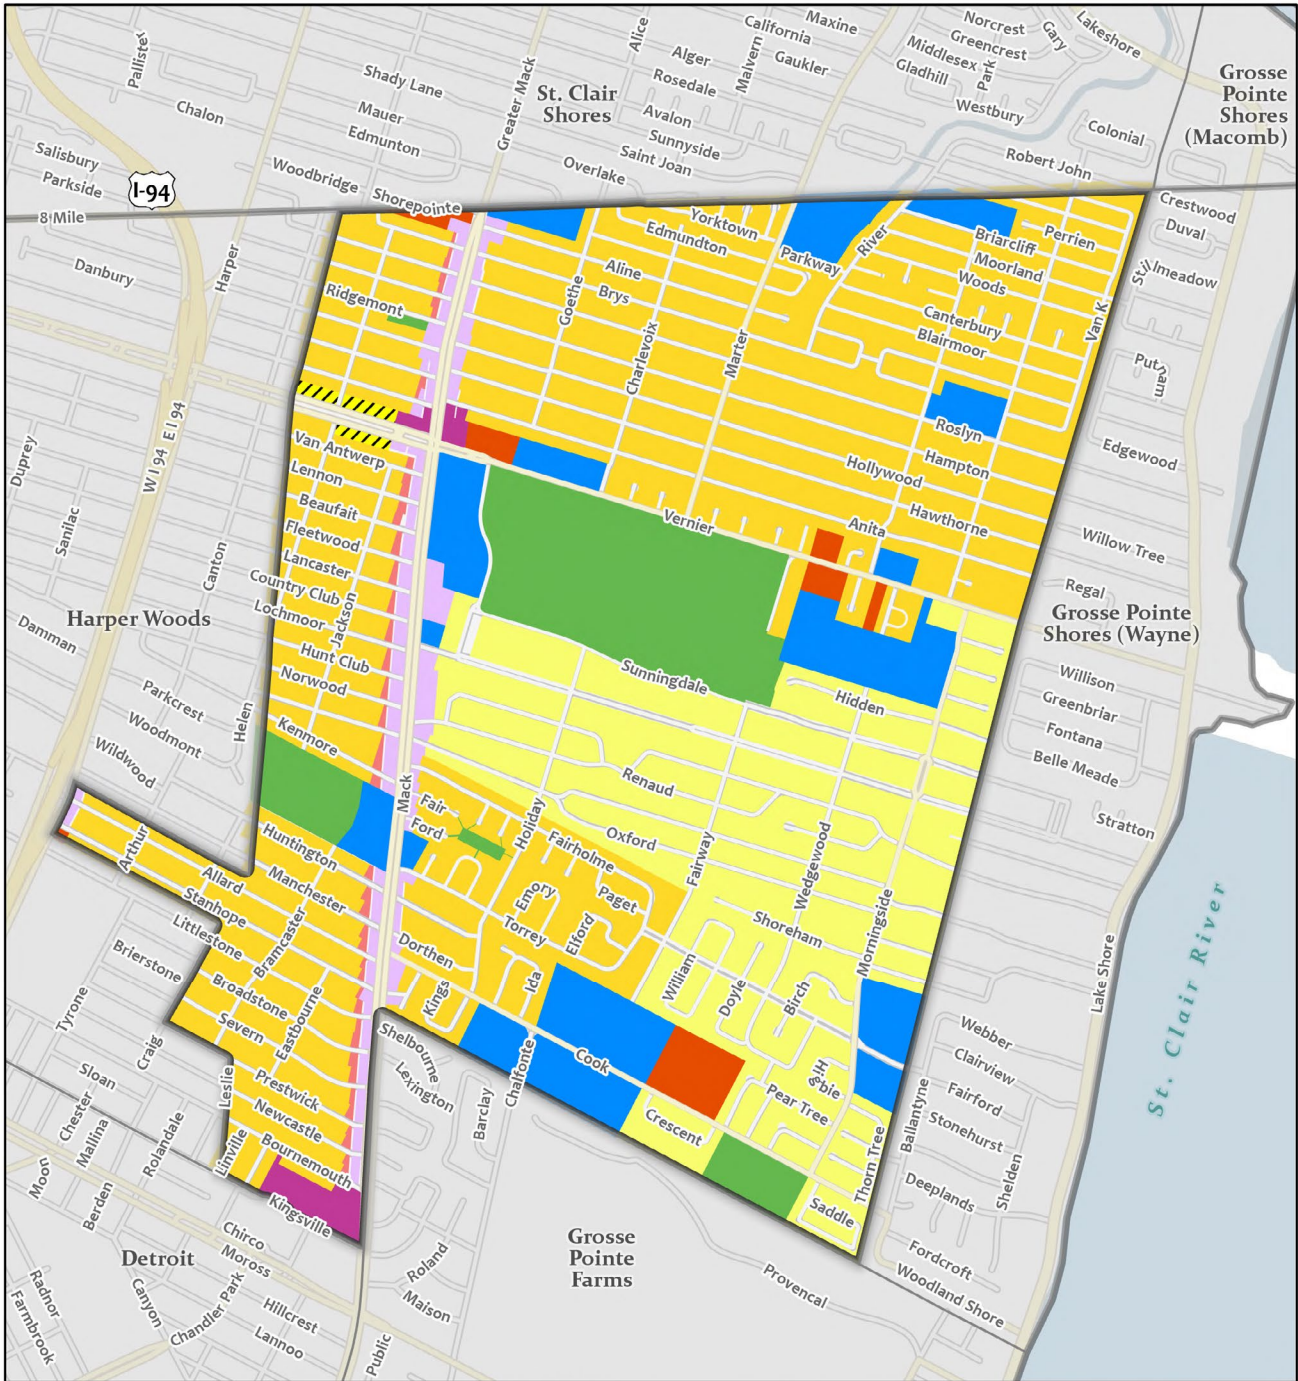 Pallister
Alice
Malvern
California
Maxine
Norcrest
Greencrest
Gary
Lakeshore
Middlesex
Park
Gladhill
Alger
Gaukler
Rosedale
Shady Lane
Greater Mack
St. Clair
Shores
Grosse
Pointe
Shores
(Macomb)
Chalon
Mauer
Edmunton
Avalon
Sunnyside
Saint Joan
Overlake
Westbury
Colonial
Robert John
Salisbury
Parkside
I-94
Woodbridge
Shorepointe
8 Mile
Crestwood
Duval
Yorktown
Edmundton
Parkway
River
Briarcliff
Perrien
Moorland
Woods
Danbury
Harper
Aline
Brys
Goethe
Ridgemont
Canterbury
Blairmoor
Van K
Charlevoix
Marter
Roslyn
Hampton
Hollywood
Hawthorne
Edgewood
Duprey
W I 94 E I 94
Van Antwerp
Lennon
Beaufait
Fleetwood
Lancaster
Country Club
Lochmoor
Jackson
Hunt Club
Norwood
Vernier
Anita
Willow Tree
Regal
Sanilac
Canton
Harper Woods
Grosse Pointe
Shores (Wayne)
Damman
Sunningdale
Hidden
Willison
Greenbriar
Fontana
Belle Meade
Parkcrest
Woodmont
Helen
Wildwood
Kenmore
Mack
Renaud
Stratton
Fair
Ford
Holiday
Oxford
Fairholme
Fairway
Wedgewood
Huntington
Arthur
Allard
Manchester
Stanhope
Littlestone
Bramcaster
Emory
Paget
Torrey
Elford
Shoreham
Morningside
Brierstone
Dorthen
Ida
Kings
William
Doyle
Birch
Lake Shore
St. Clair River
Broadstone
Severn
Eastbourne
Tyrone
Craig
Leslie
Prestwick
Newcastle
Shelbourne
Lexington
Barclay
Chalfonte
Cook
Crescent
Pear Tree
Webber
Clairview
Fairford
Stonehurst
Ballantyne
Sloan
Chester
Mallina
Rolandale
Linville
Bournemouth
Kingsville
Thorn Tree
Saddle
Deeplands
Shelden
Moon
Berden
Detroit
Chirco
Moross
Grosse
Pointe
Farms
Provencal
Fordcroft
Woodland Shore
Radnor
Farmbrook
Canyon
Chandler Park
Hillcrest
Lannoo
Roland
Maison
Public